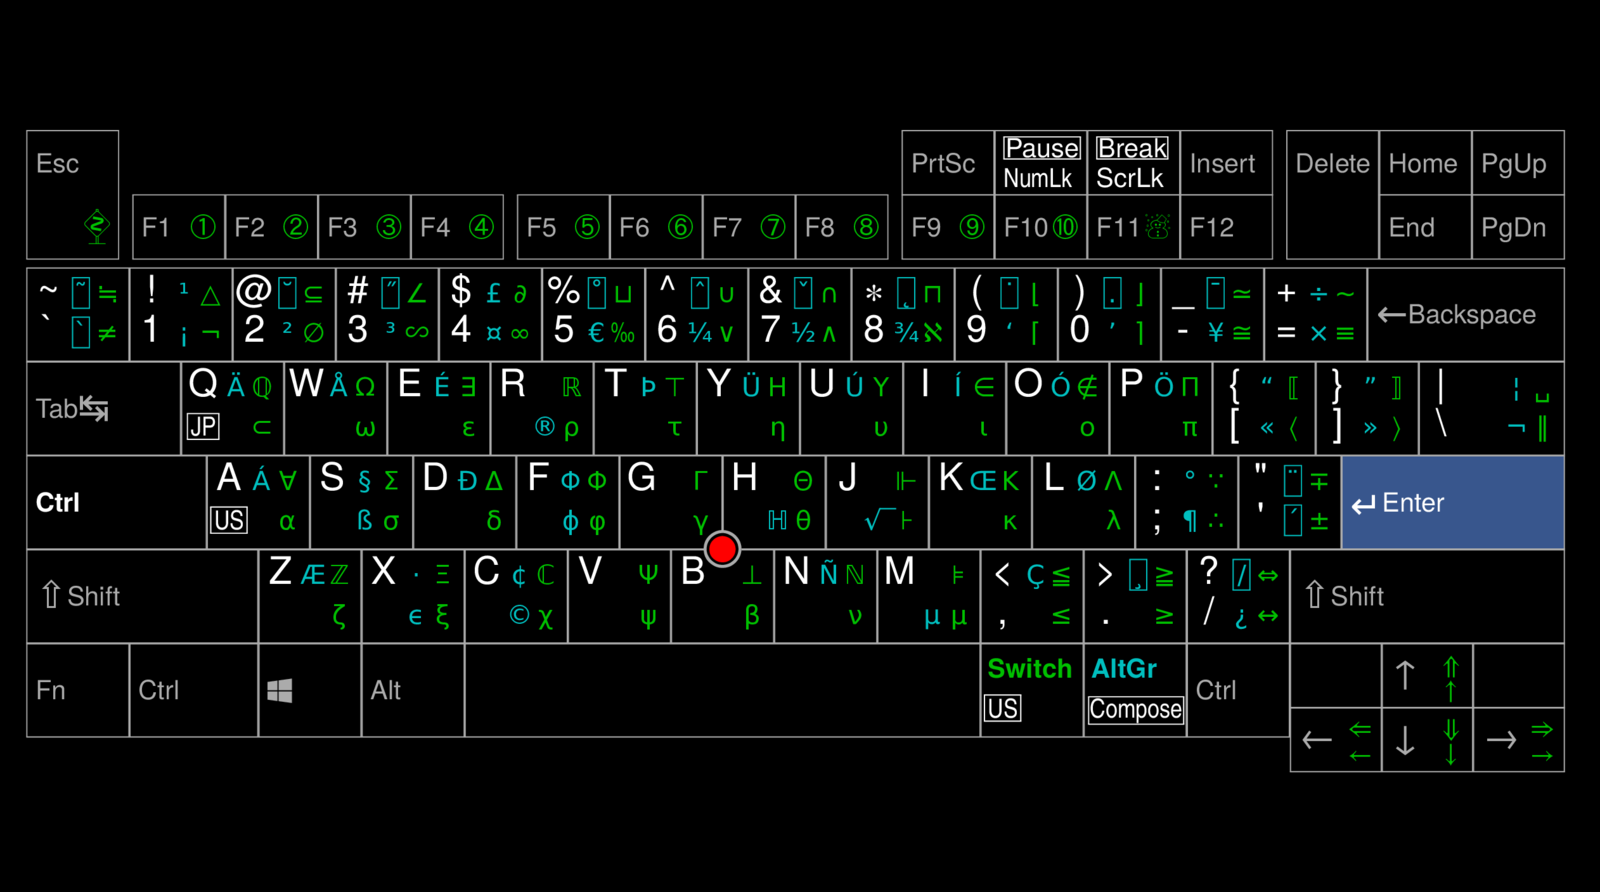 Esc PrtSc Pause Break Insert Delete Home PgUp
NumLk ScrLk
F1 ① F2 ② F3 ③ F4 ④ F5 ⑤ F6 ⑥ F7 ⑦ F8 ⑧ F9 ⑨ F10 ⑩ F11 ☃ F12 End PgDn
~ ˜ ≒ ! ¹ △ @ ˘ ⊆ # ˝ ∠ $ £ ∂ % ˚ ⊔ ^ ˆ ∪ & ˇ ∩ * ˛ ⊓ ( ˙ ⌊ ) . ⌋ _ ¯ ≃ + ÷ ∼ ←Backspace
` ` ≠ 1 ¡ ¬ 2 ² ∅ 3 ³ ∽ 4 ¤ ∞ 5 € ‰ 6 ¼ ∨ 7 ½ ∧ 8 ¾ ℵ 9 ‘ ⌈ 0 ’ ⌉ - ¥ ≅ = × ≡
Tab↹ Q Ä ℚ W Å Ω E É ∃ R ℝ T Þ ⊤ Y Ü Η U Ú Υ I Í ∈ O Ó ∉ P Ö Π { “ ⟦ } ” ⟧ | ¦ ␣
JP ⊂ ω ε ® ρ τ η υ ι ο π [ « ⟨ ] » ⟩ \ ¬ ∥
Ctrl A Á ∀ S § Σ D Ð Δ F Φ Φ G Γ H Θ J ⊩ K Œ Κ L Ø Λ : ° ∵ " ¨ ∓ ↵ Enter
US α ß σ δ ϕ φ γ ℍ θ √ ⊦ κ λ ; ¶ ∴ ' ´ ±
⇧ Shift Z Æ ℤ X · Ξ C ¢ ℂ V Ψ B ⊥ N Ñ ℕ M ⊧ < Ç ≦ > ¸ ≧ ? / ⇔ ⇧ Shift
ζ ϵ ξ © χ ψ β ν µ μ , ≤ . ≥ / ¿ ⇔
Fn Ctrl Alt Switch AltGr Ctrl ↑ ⇑ ↑
US Compose
← ⇐ ← ↓ ⇓ ↓ → ⇒ →